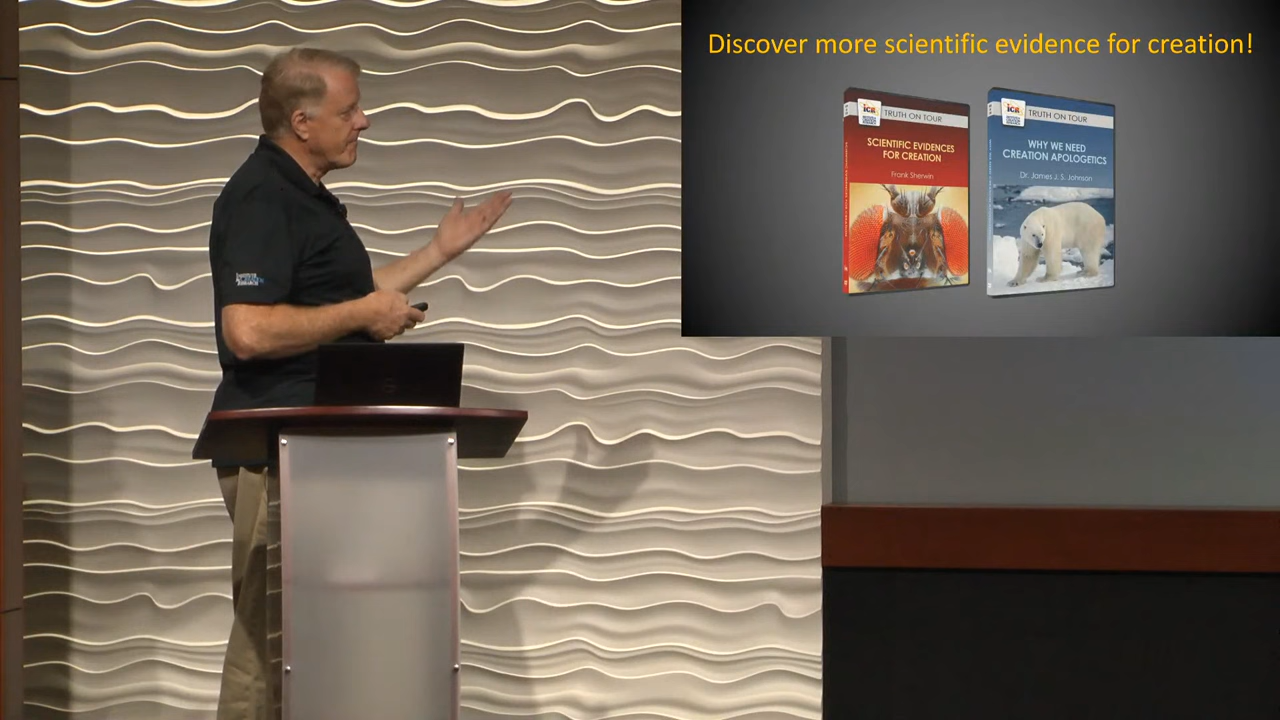 Discover more scientific evidence for creation!
ICR
TRUTH ON TOUR
SCIENTIFIC EVIDENCES
FOR CREATION
Frank Sherwin
ICR
TRUTH ON TOUR
WHY WE NEED
CREATION APOLOGETICS
Dr. James J. S. Johnson